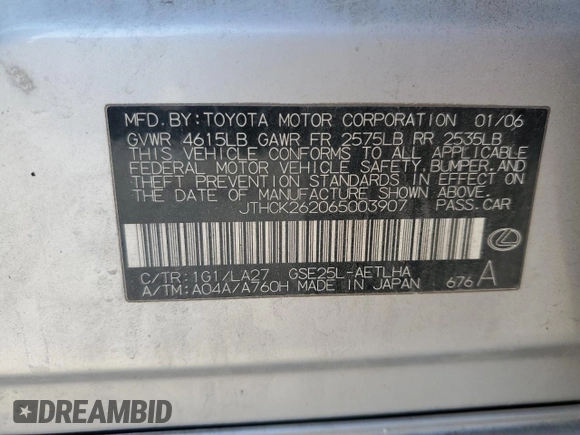 MFD.BY:TOYOTA MOTOR CORPORATION 01/06
GVWR 4615LB GAWR FR 2575LB RR 2535LB
THIS VEHICLE CONFORMS TO ALL APPLICABLE
FEDERAL MOTOR VEHICLE SAFETY,BUMPER,AND
THEFT PREVENTION STANDARDS IN EFFECT ON
THE DATE OF MANUFACTURE SHOWN ABOVE.
JTHCK262065003907 PASS.CAR
C/TR:1G1/LA27 GSE25L-AETLHA
A/TM:A04A/A760H MADE IN JAPAN 676 A
DREAMBID